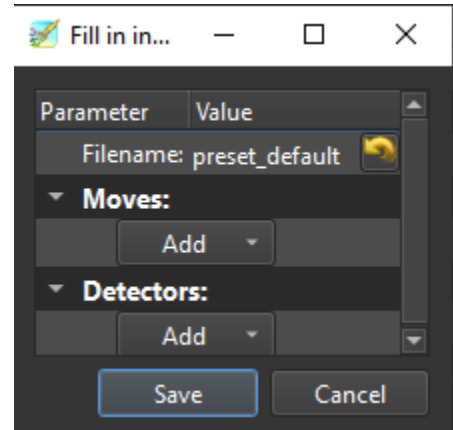 Fill in in...
Parameter Value
Filename: preset_default
Moves:
Add
Detectors:
Add
Save Cancel